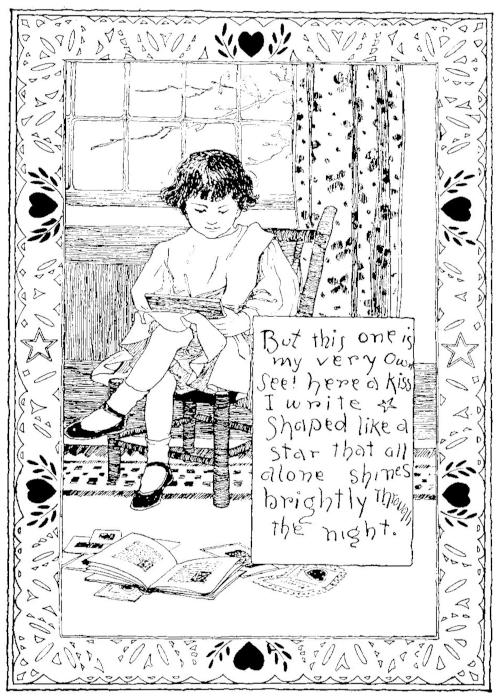 But this one is
my very own
See! here a kiss
I write ☆
Shaped like a
star that all
alone shines
brightly through
the night.